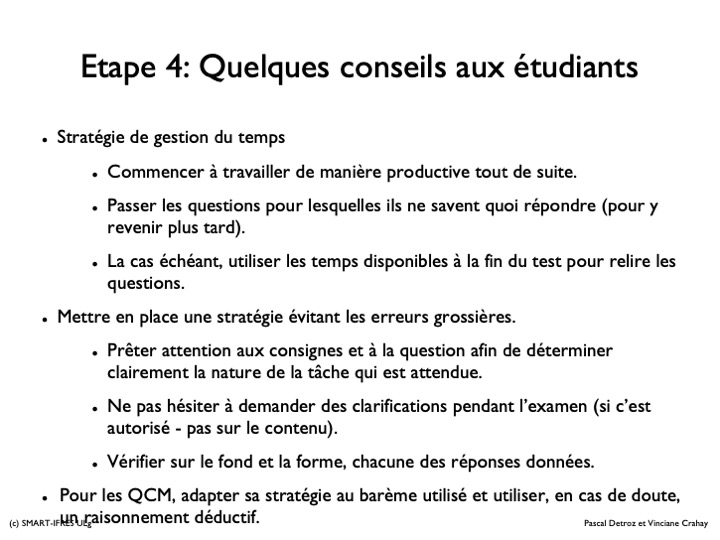 Etape 4: Quelques conseils aux étudiants
• Stratégie de gestion du temps
• Commencer à travailler de manière productive tout de suite.
• Passer les questions pour lesquelles ils ne savent quoi répondre (pour y
revenir plus tard).
• La cas échéant, utiliser les temps disponibles à la fin du test pour relire les
questions.
• Mettre en place une stratégie évitant les erreurs grossières.
• Prêter attention aux consignes et à la question afin de déterminer
clairement la nature de la tâche qui est attendue.
• Ne pas hésiter à demander des clarifications pendant l'examen (si c'est
autorisé - pas sur le contenu).
• Vérifier sur le fond et la forme, chacune des réponses données.
• Pour les QCM, adapter sa stratégie au barème utilisé et utiliser, en cas de doute,
un raisonnement déductif.
(c) SMART-IFRES ULg
Pascal Detroz et Vinciane Crahay